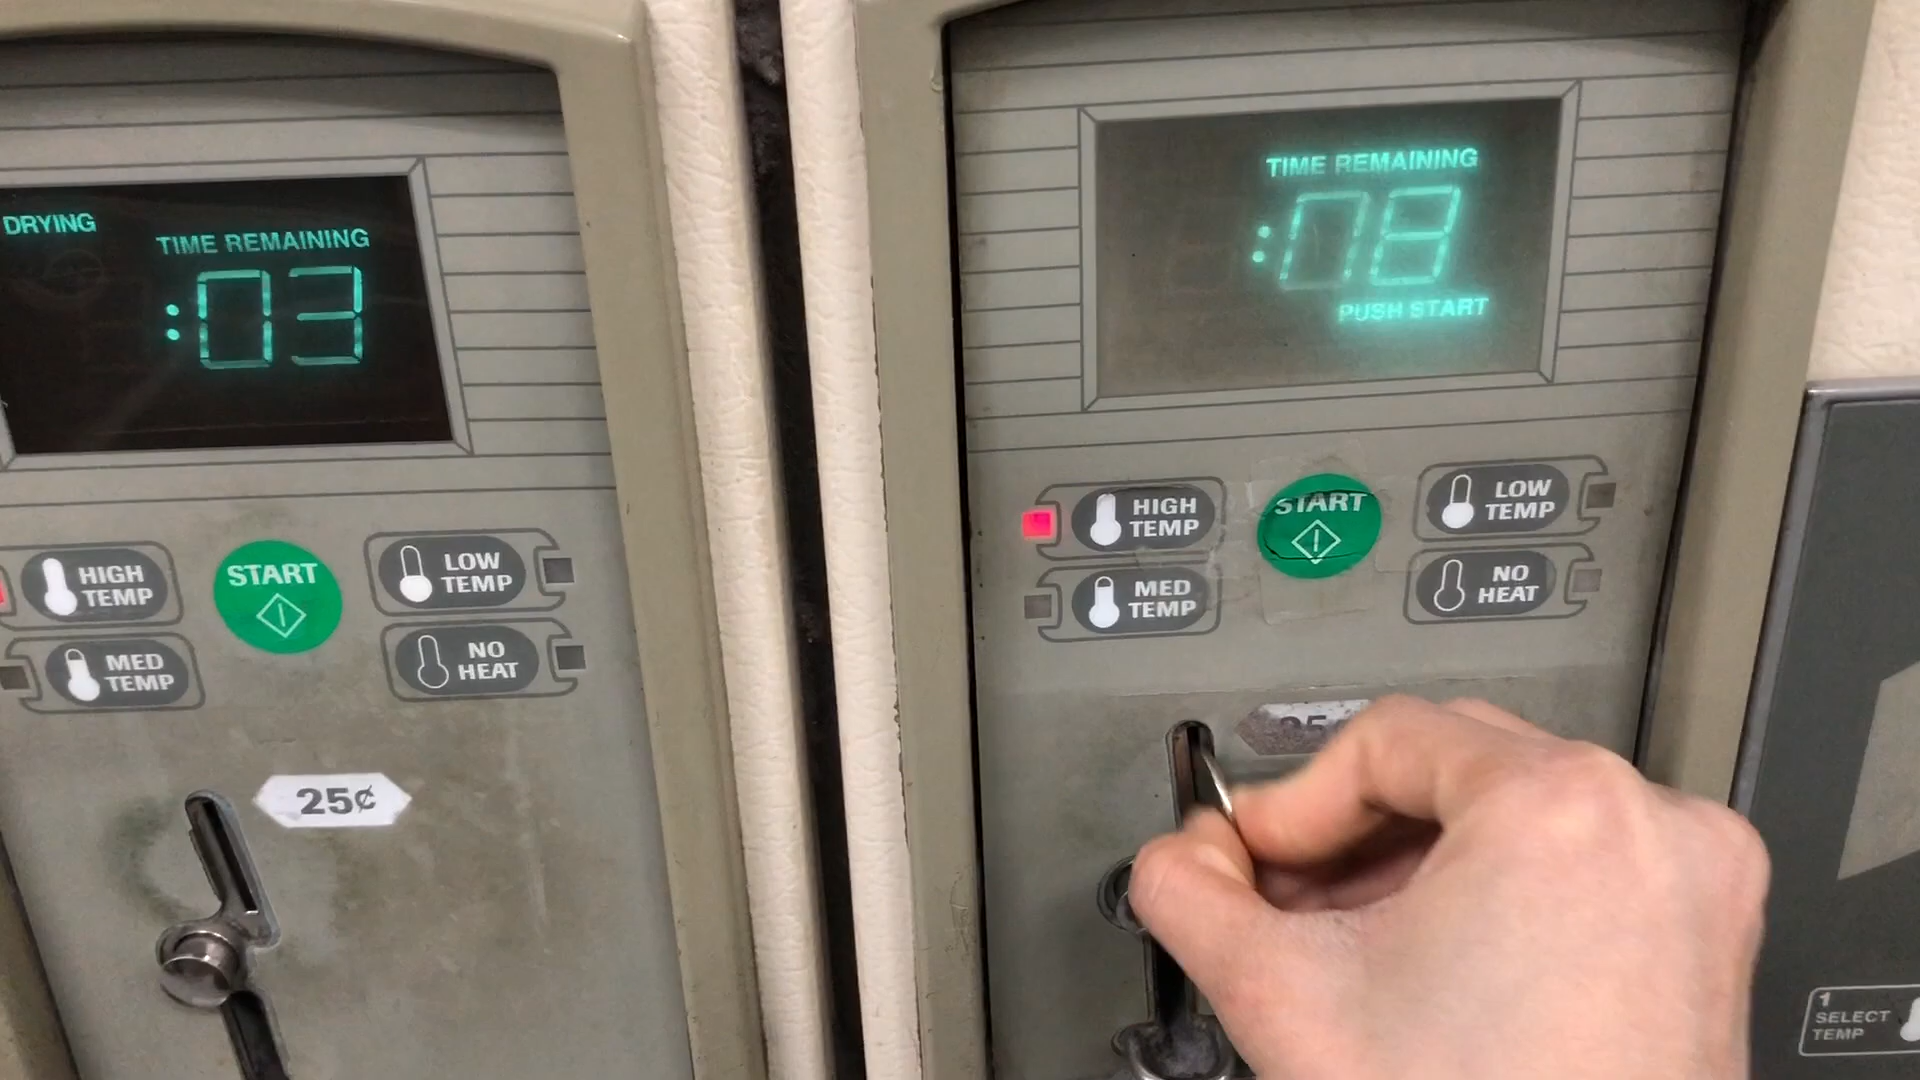 DRYING
TIME REMAINING
:03
HIGH
TEMP
START
LOW
TEMP
MED
TEMP
NO
HEAT
25¢
TIME REMAINING
PUSH START
HIGH
TEMP
START
LOW
TEMP
MED
TEMP
NO
HEAT
1
SELECT
TEMP